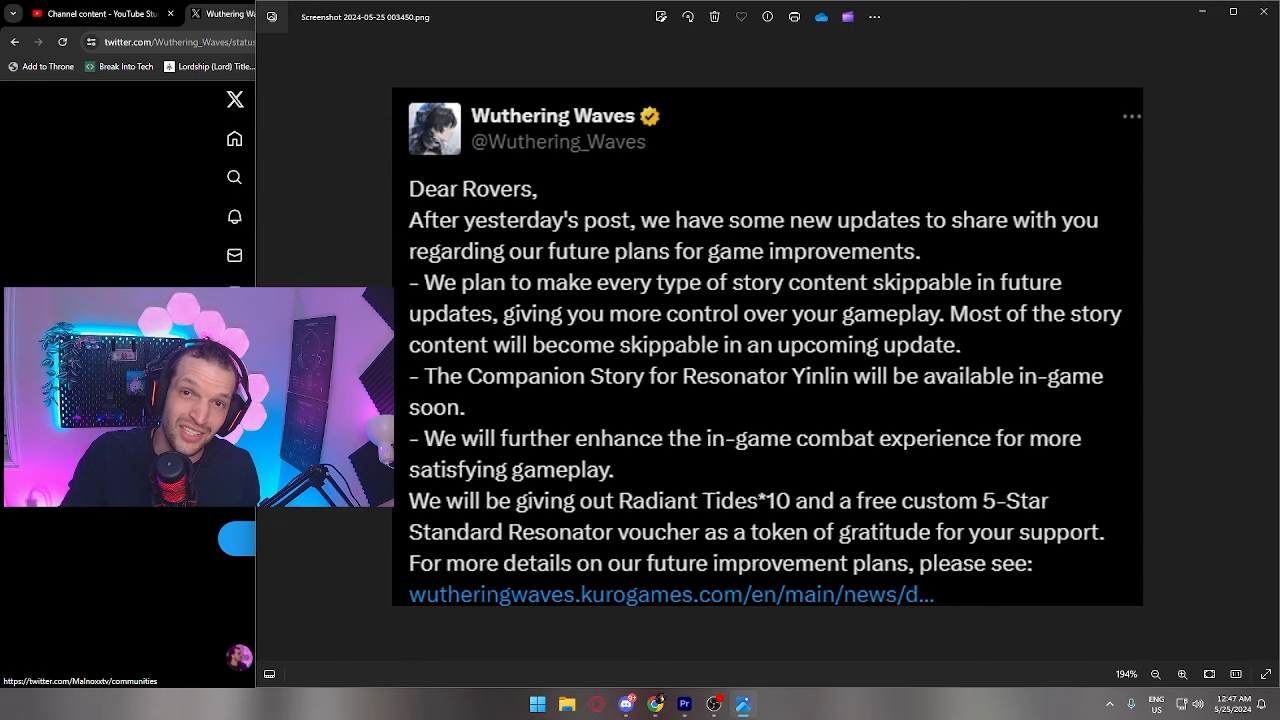 Channel content - YouTube Stu
Wuthering Wa
Screenshot 2024-05-25 003450.png
twitter.com/Wuthering_Waves/status
Add to Throne
Break Into Tech
Lordship (Lord) Title...
Wuthering Waves
@Wuthering_Waves
Dear Rovers,
After yesterday's post, we have some new updates to share with you
regarding our future plans for game improvements.
- We plan to make every type of story content skippable in future
updates, giving you more control over your gameplay. Most of the story
content will become skippable in an upcoming update.
- The Companion Story for Resonator Yinlin will be available in-game
soon.
- We will further enhance the in-game combat experience for more
satisfying gameplay.
We will be giving out Radiant Tides*10 and a free custom 5-Star
Standard Resonator voucher as a token of gratitude for your support.
For more details on our future improvement plans, please see:
wutheringwaves.kurogames.com/en/main/news/d...
https://twitter.com/Malnoxxtv/communities
194%
ENG
US
12:47 AM
5/25/2024